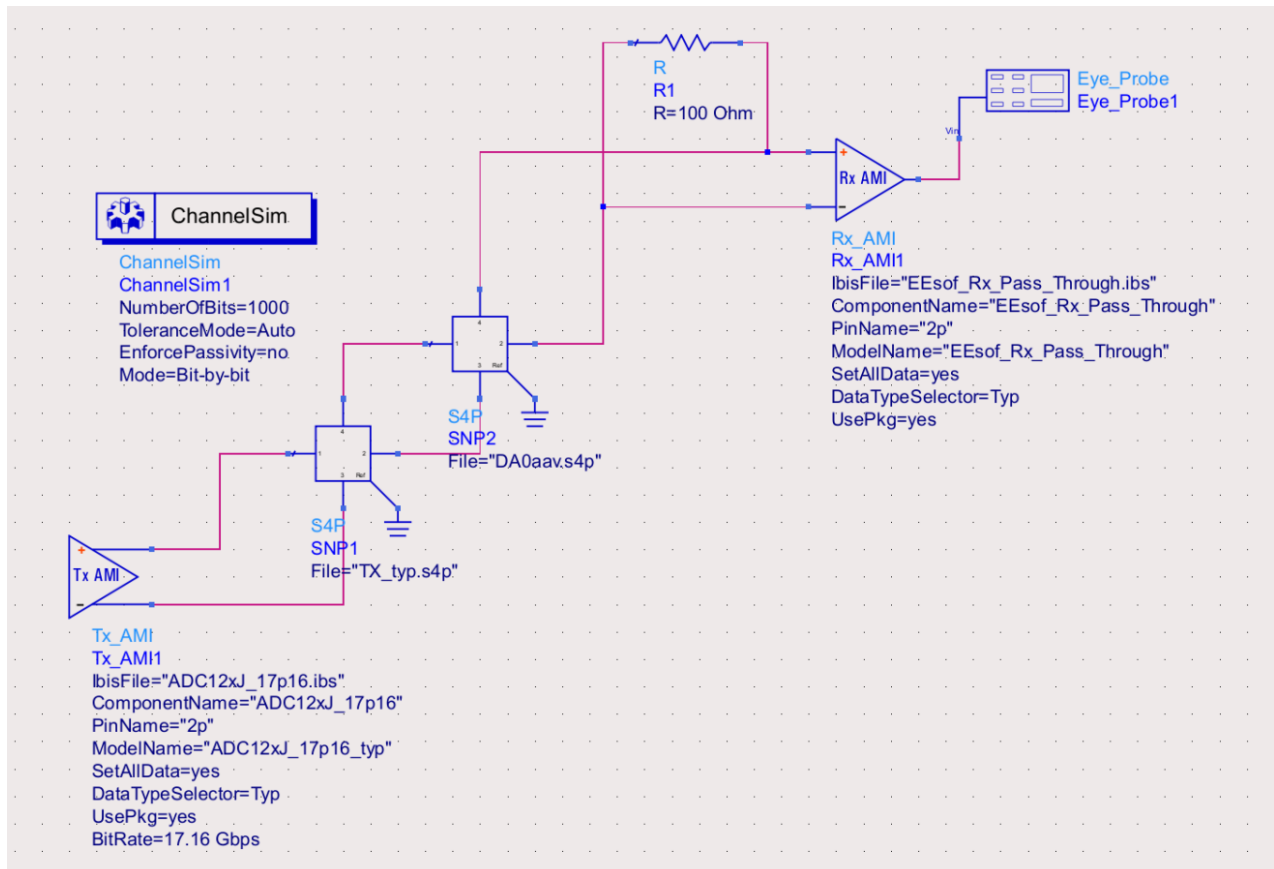 R
R1
R=100 Ohm
Eye_Probe
Eye_Probe1
Vin
+
Rx AMI
–
ChannelSim
ChannelSim
ChannelSim1
NumberOfBits=1000
ToleranceMode=Auto
EnforcePassivity=no
Mode=Bit-by-bit
Rx_AMI
Rx_AMI1
IbisFile="EEsof_Rx_Pass_Through.ibs"
ComponentName="EEsof_Rx_Pass_Through"
PinName="2p"
ModelName="EEsof_Rx_Pass_Through"
SetAllData=yes
DataTypeSelector=Typ
UsePkg=yes
4
1 2
3 Ref
S4P
SNP2
File="DA0aav.s4p"
4
1 2
3 Ref
S4P
SNP1
File="TX_typ.s4p"
+
Tx AMI
–
Tx_AMI
Tx_AMI1
IbisFile="ADC12xJ_17p16.ibs"
ComponentName="ADC12xJ_17p16"
PinName="2p"
ModelName="ADC12xJ_17p16_typ"
SetAllData=yes
DataTypeSelector=Typ
UsePkg=yes
BitRate=17.16 Gbps